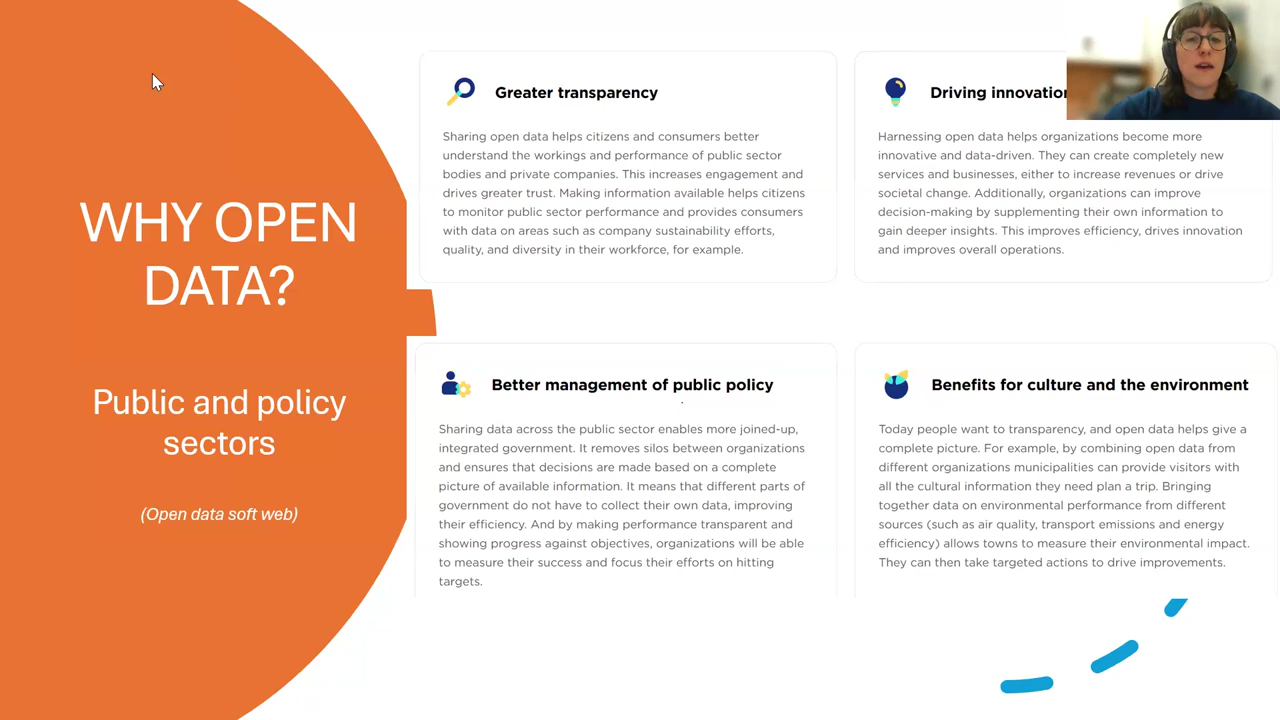 WHY OPEN
DATA?
Public and policy
sectors
(Open data soft web)
Greater transparency
Sharing open data helps citizens and consumers better
understand the workings and performance of public sector
bodies and private companies. This increases engagement and
drives greater trust. Making information available helps citizens
to monitor public sector performance and provides consumers
with data on areas such as company sustainability efforts,
quality, and diversity in their workforce, for example.
Driving innovation
Harnessing open data helps organizations become more
innovative and data-driven. They can create completely new
services and businesses, either to increase revenues or drive
societal change. Additionally, organizations can improve
decision-making by supplementing their own information to
gain deeper insights. This improves efficiency, drives innovation
and improves overall operations.
Better management of public policy
Sharing data across the public sector enables more joined-up,
integrated government. It removes silos between organizations
and ensures that decisions are made based on a complete
picture of available information. It means that different parts of
government do not have to collect their own data, improving
their efficiency. And by making performance transparent and
showing progress against objectives, organizations will be able
to measure their success and focus their efforts on hitting
targets.
Benefits for culture and the environment
Today people want to transparency, and open data helps give a
complete picture. For example, by combining open data from
different organizations municipalities can provide visitors with
all the cultural information they need plan a trip. Bringing
together data on environmental performance from different
sources (such as air quality, transport emissions and energy
efficiency) allows towns to measure their environmental impact.
They can then take targeted actions to drive improvements.